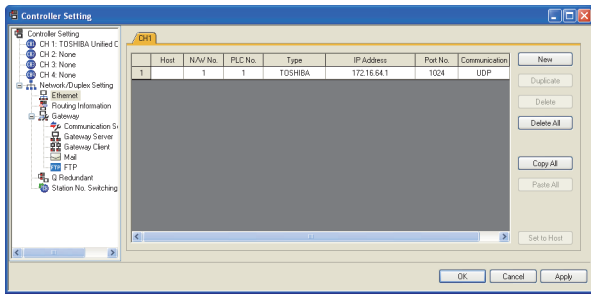 Controller Setting
Controller Setting
CH 1: TOSHIBA Unified C
CH 2: None
CH 3: None
CH 4: None
Network/Duplex Setting
Ethernet
Routing Information
Gateway
Communication S
Gateway Server
Gateway Client
Mail
FTP FTP
Q Redundant
Station No. Switching
CH1
Host N/W No. PLC No. Type IP Address Port No. Communication
1 1 1 TOSHIBA 172.16.64.1 1024 UDP
New
Duplicate
Delete
Delete All
Copy All
Paste All
Set to Host
OK Cancel Apply